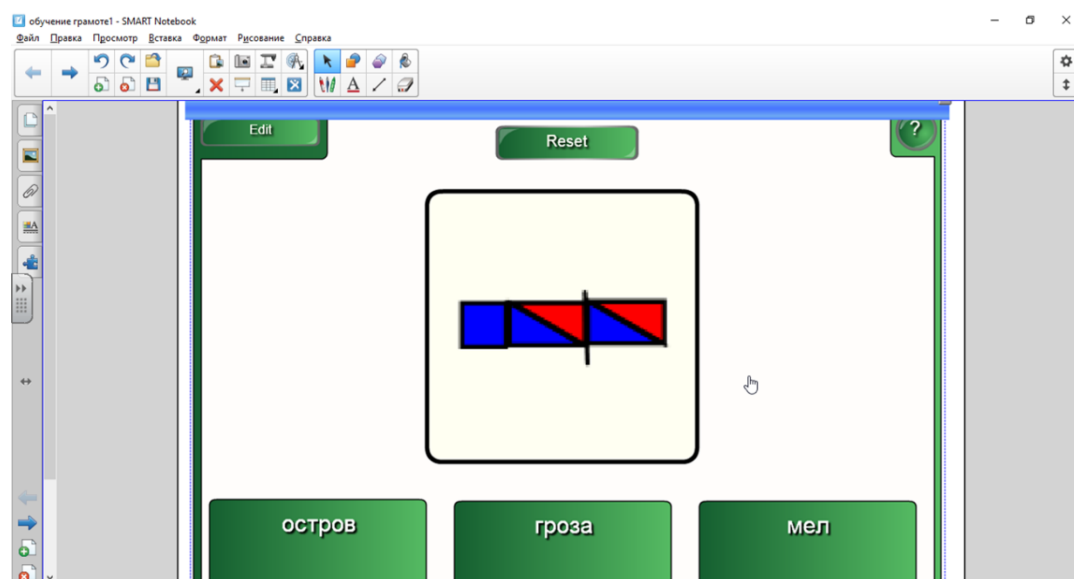 обучение грамоте1 - SMART Notebook
Файл Правка Просмотр Вставка Формат Рисование Справка
Edit
Reset
?
остров гроза мел